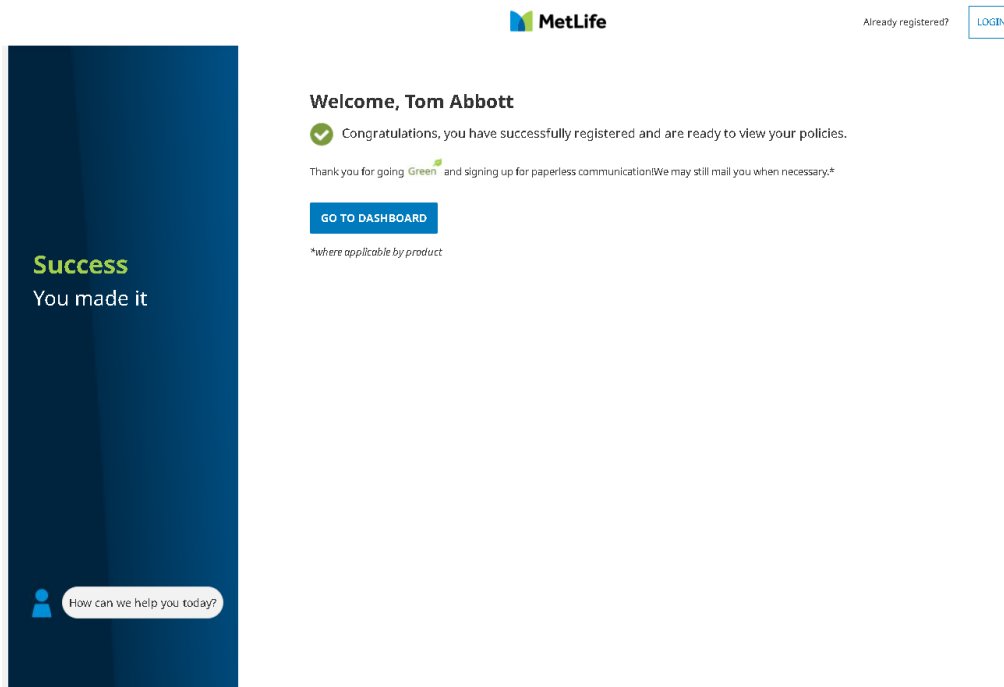 MetLife
Already registered?
LOGIN
Welcome, Tom Abbott
Congratulations, you have successfully registered and are ready to view your policies.
Thank you for going Green and signing up for paperless communication!We may still mail you when necessary.*
GO TO DASHBOARD
*where applicable by product
Success
You made it
How can we help you today?